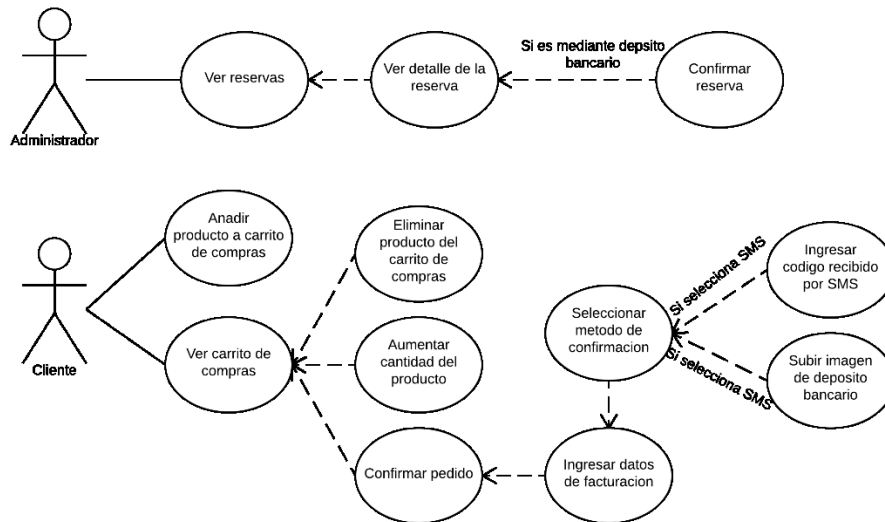 Si es mediante deposito
bancario
Ver reservas
Ver detalle de la
reserva
Confirmar
reserva
Administrador
Anadir
producto a carrito
de compras
Eliminar
producto del
carrito de
compras
Si selecciona SMS
Ingresar
codigo recibido
por SMS
Seleccionar
metodo de
confirmacion
Cliente
Ver carrito de
compras
Aumentar
cantidad del
producto
Si selecciona SMS
Subir imagen
de deposito
bancario
Confirmar pedido
Ingresar datos
de facturacion